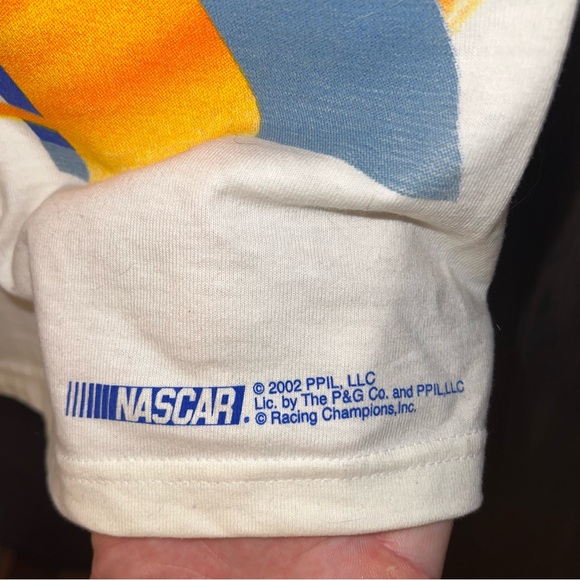 NASCAR.
© 2002 PPIL, LLC
Lic. by The P&G Co. and PPIL,LLC
© Racing Champions,Inc.